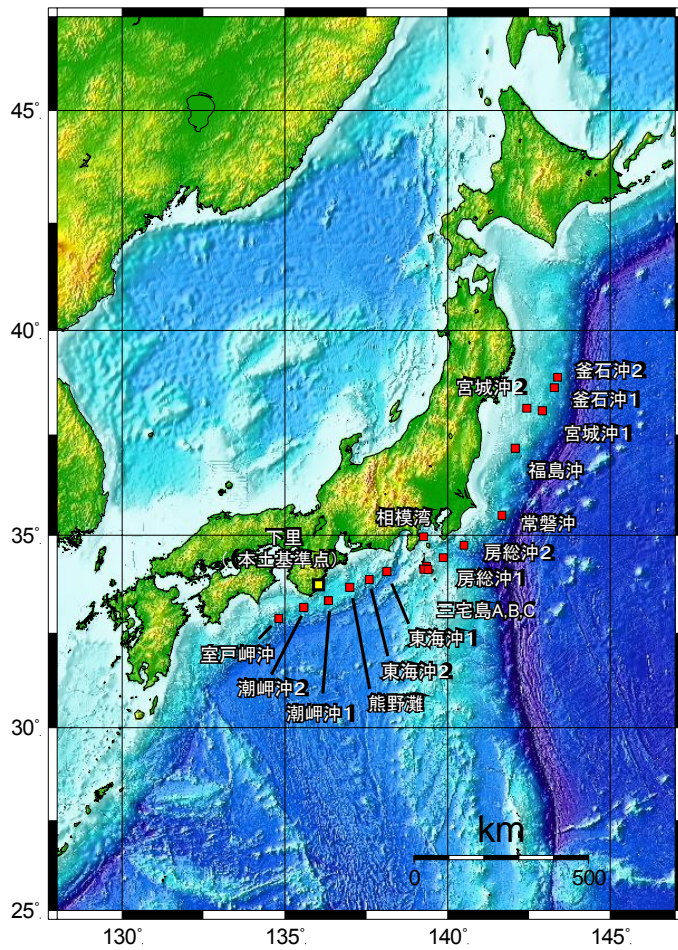 45°
40°
釜石沖2
宮城沖2
釜石沖1
宮城沖1
福島沖
相模湾
常磐沖
35°
下里
房総沖2
(本土基準点)
房総沖1
三宅島A,B,C
東海沖1
室戸岬沖
東海沖2
潮岬沖2
熊野灘
潮岬沖1
30°
km
0
500
25°
130°
135°
140°
145°